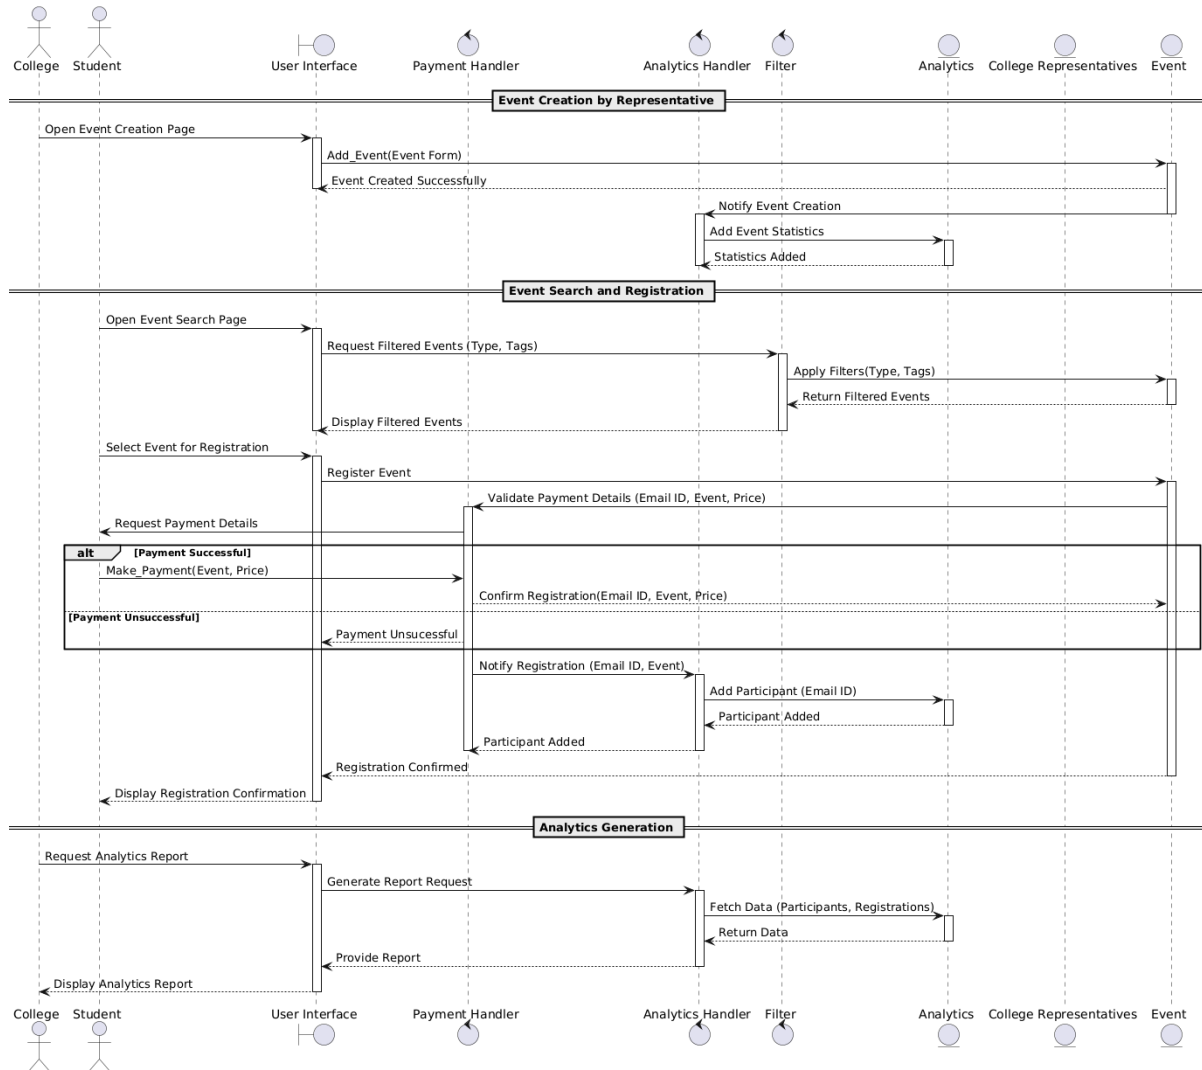 College Student User Interface Payment Handler Analytics Handler Filter Analytics College Representatives Event
Event Creation by Representative
Open Event Creation Page
Add_Event(Event Form)
Event Created Successfully
Notify Event Creation
Add Event Statistics
Statistics Added
Event Search and Registration
Open Event Search Page
Request Filtered Events (Type, Tags)
Apply Filters(Type, Tags)
Return Filtered Events
Display Filtered Events
Select Event for Registration
Register Event
Validate Payment Details (Email ID, Event, Price)
Request Payment Details
alt [Payment Successful]
Make_Payment(Event, Price)
Confirm Registration(Email ID, Event, Price)
[Payment Unsuccessful]
Payment Unsucessful
Notify Registration (Email ID, Event)
Add Participant (Email ID)
Participant Added
Participant Added
Registration Confirmed
Display Registration Confirmation
Analytics Generation
Request Analytics Report
Generate Report Request
Fetch Data (Participants, Registrations)
Return Data
Provide Report
Display Analytics Report
College Student User Interface Payment Handler Analytics Handler Filter Analytics College Representatives Event